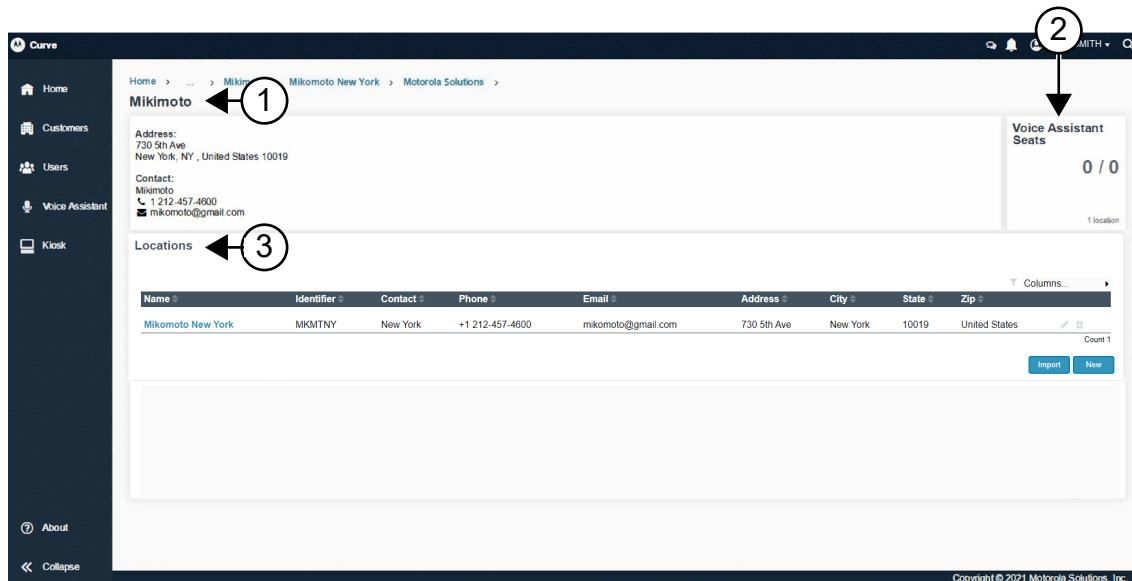 2
Curve
MITH
Home
Home > ... > Mikim Mikomoto New York > Motorola Solutions >
Mikimoto
1
Customers
Users
Voice Assistant
Kiosk
Address:
730 5th Ave
New York, NY , United States 10019
Contact:
Mikimoto
1 212-457-4600
mikomoto@gmail.com
Voice Assistant
Seats
0 / 0
1 location
Locations
3
Columns...
Name Identifier Contact Phone Email Address City State Zip
Mikomoto New York MKMTNY New York +1 212-457-4600 mikomoto@gmail.com 730 5th Ave New York 10019 United States
Count 1
Import New
About
Collapse
Copyright © 2021 Motorola Solutions, Inc